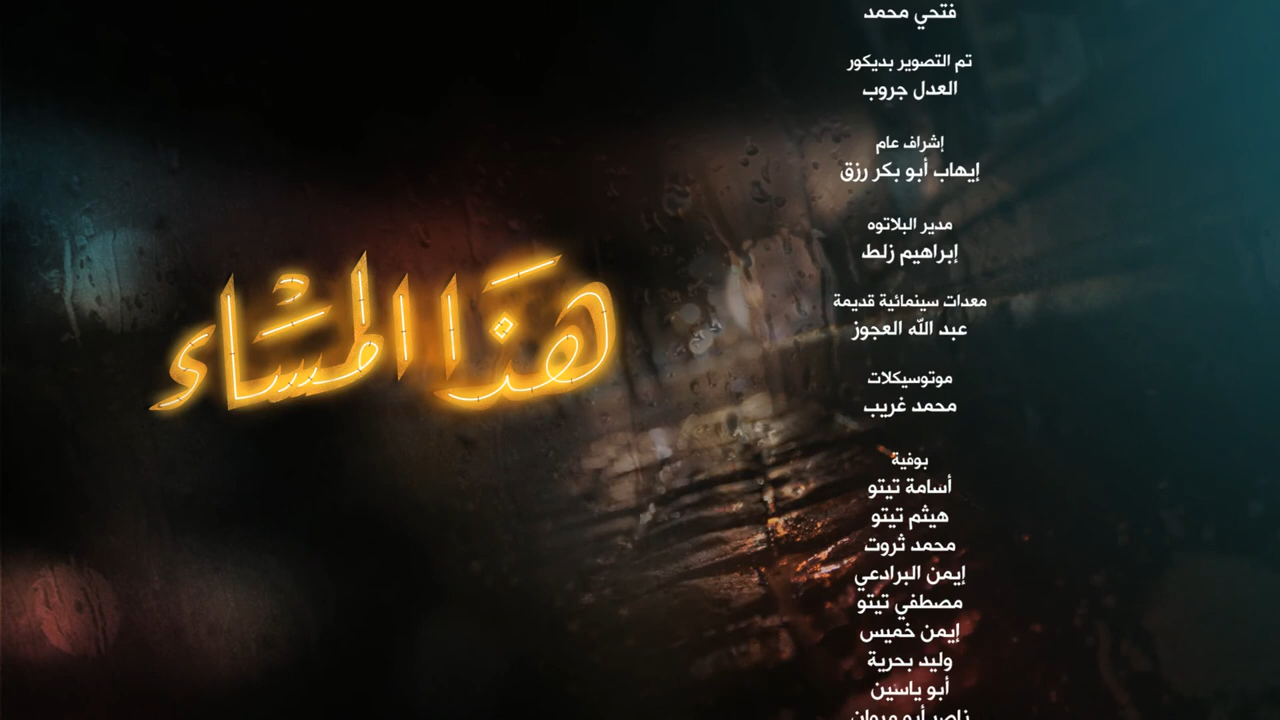 هذا المساء
فتحي محمد
تم التصوير بديكور
العدل جروب
إشراف عام
إيهاب أبو بكر رزق
مدير البلاتوه
إبراهيم زلط
معدات سينمائية قديمة
عبد الله العجوز
موتوسيكلات
محمد غريب
بوفية
أسامة تيتو
هيثم تيتو
محمد ثروت
إيمن البرادعي
مصطفي تيتو
إيمن خميس
وليد بحرية
أبو ياسين
ناصر أبو